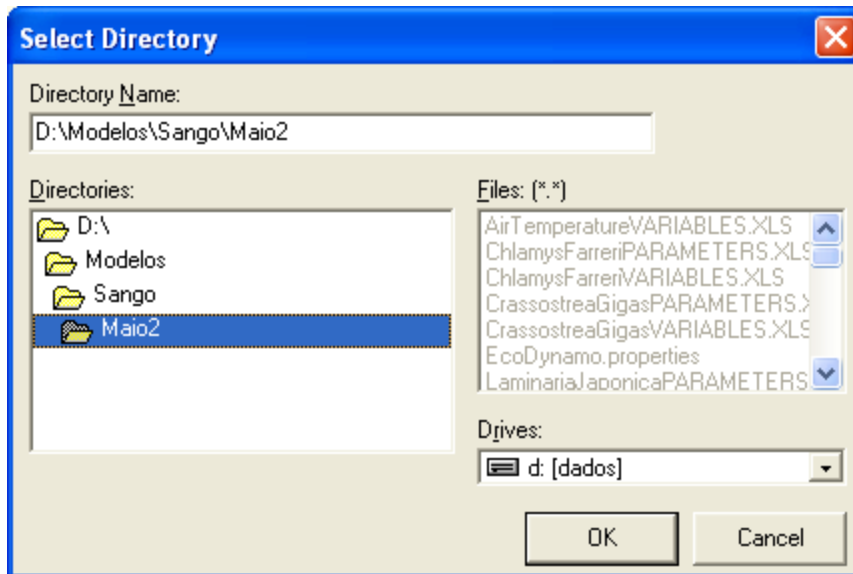 Select Directory
Directory Name:
D:\Modelos\Sango\Maio2
Directories:
D:\
Modelos
Sango
Maio2
Files: (*.*)
AirTemperatureVARIABLES.XLS
ChlamysFarreriPARAMETERS.XLS
ChlamysFarreriVARIABLES.XLS
CrassostreaGigasPARAMETERS.X
CrassostreaGigasVARIABLES.XLS
EcoDynamo.properties
LaminariaJaponicaPARAMETERS
Drives:
d: [dados]
OK Cancel